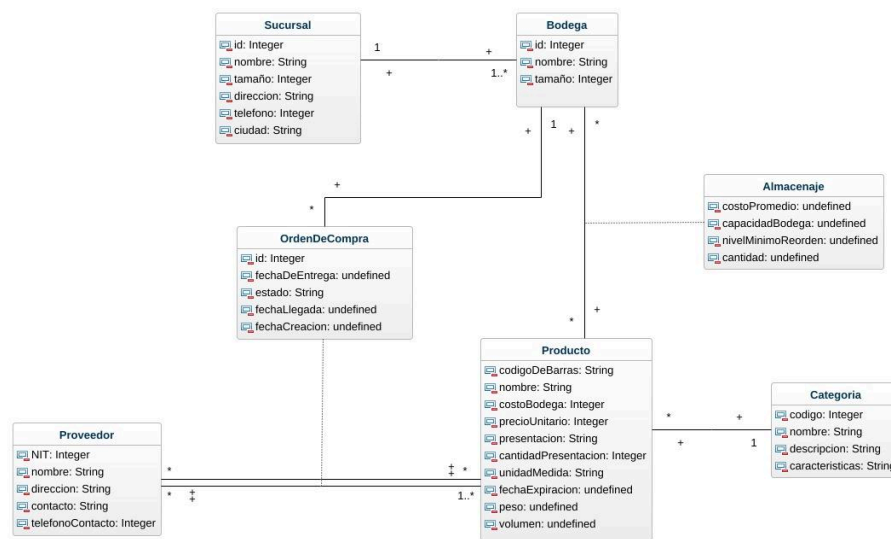 Sucursal
id: Integer
nombre: String
tamaño: Integer
direccion: String
telefono: Integer
ciudad: String
1
+
+
1..*
Bodega
id: Integer
nombre: String
tamaño: Integer
+
1
+
*
+
*
OrdenDeCompra
id: Integer
fechaDeEntrega: undefined
estado: String
fechaLlegada: undefined
fechaCreacion: undefined
Almacenaje
costoPromedio: undefined
capacidadBodega: undefined
nivelMinimoReorden: undefined
cantidad: undefined
+
*
Producto
codigoDeBarras: String
nombre: String
costoBodega: Integer
precioUnitario: Integer
presentacion: String
cantidadPresentacion: Integer
unidadMedida: String
fechaExpiracion: undefined
peso: undefined
volumen: undefined
*
+
+
1
Categoria
codigo: Integer
nombre: String
descripcion: String
caracteristicas: String
Proveedor
NIT: Integer
nombre: String
direccion: String
contacto: String
telefonoContacto: Integer
*
+
+
*
*
+
+
1..*